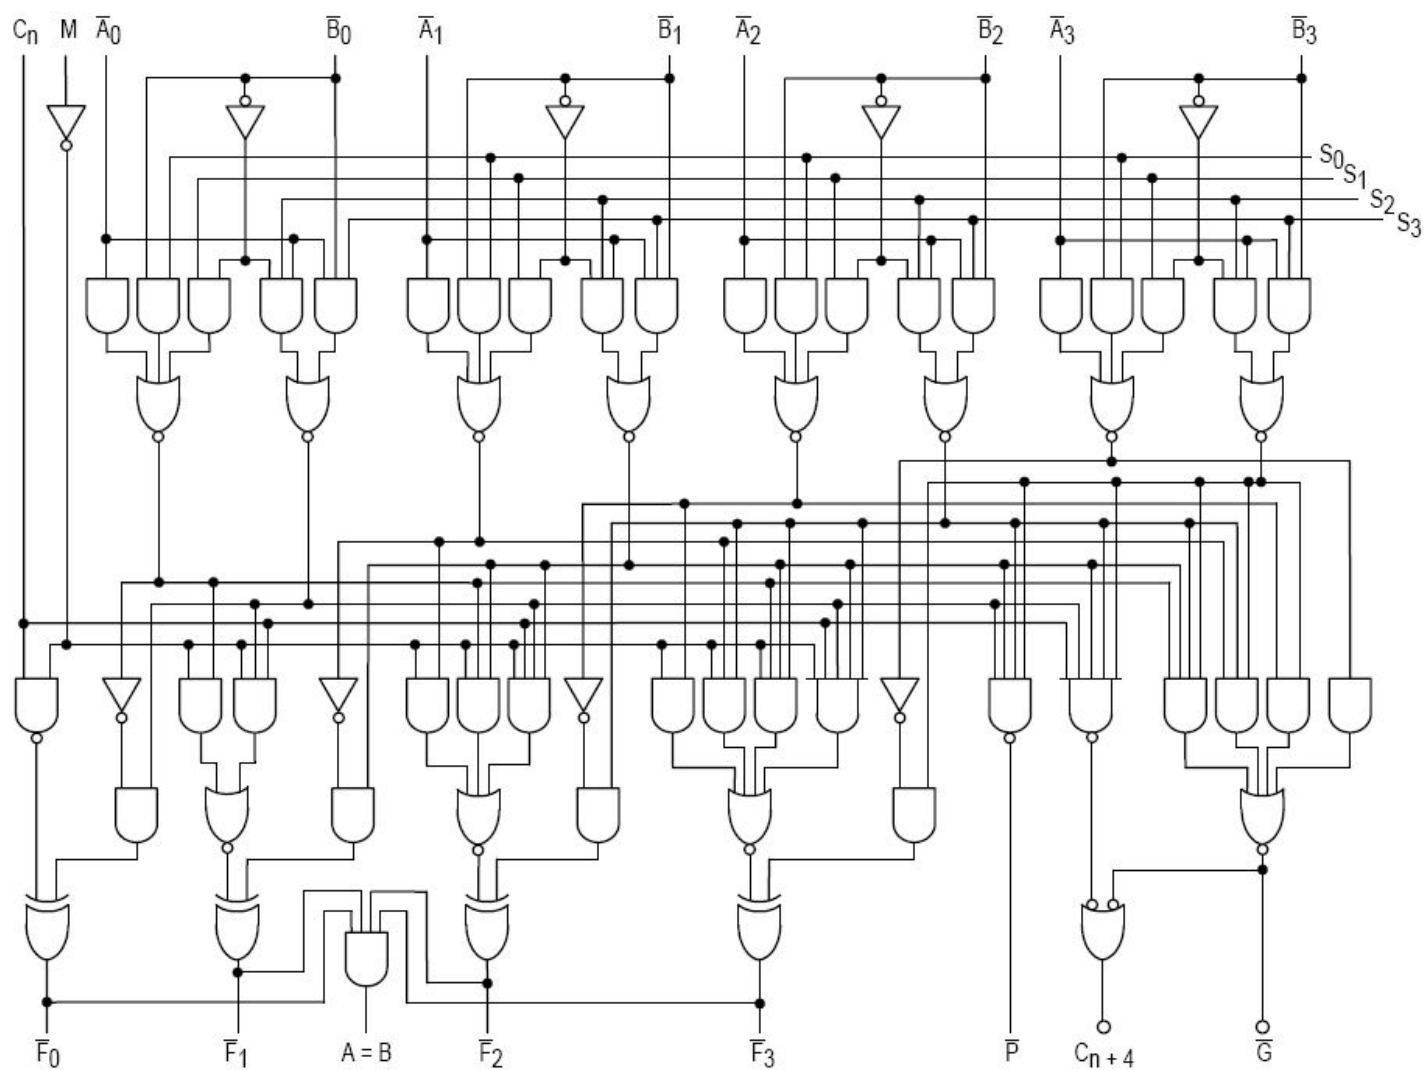 Cn M A̅0 B̅0 A̅1 B̅1 A̅2 B̅2 A̅3 B̅3
S0
S1
S2
S3
F̅0 F̅1 A = B F̅2 F̅3 P̅ Cn + 4 G̅